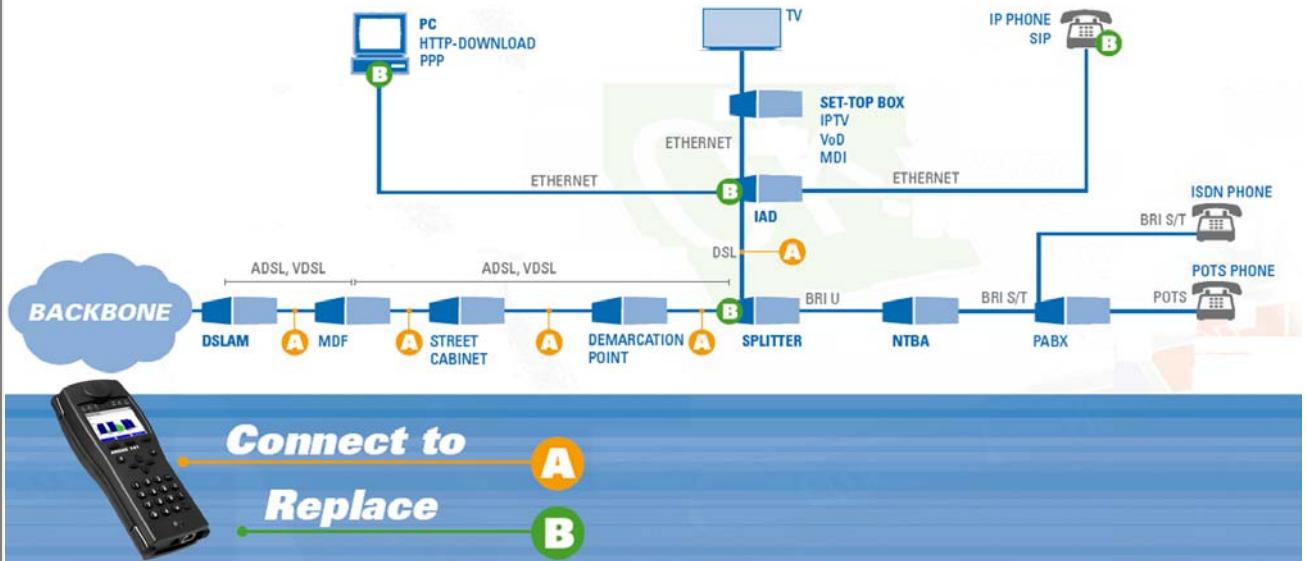 PC
HTTP-DOWNLOAD
PPP
B
TV
IP PHONE
SIP
B
SET-TOP BOX
IPTV
VoD
MDI
ETHERNET
ETHERNET
B
ETHERNET
IAD
ISDN PHONE
BRI S/T
DSL
A
ADSL, VDSL
ADSL, VDSL
POTS PHONE
BACKBONE
B
BRI U
BRI S/T
POTS
DSLAM
A
MDF
A
STREET
CABINET
A
DEMARCATION
POINT
A
SPLITTER
NTBA
PABX
Connect to
A
Replace
B